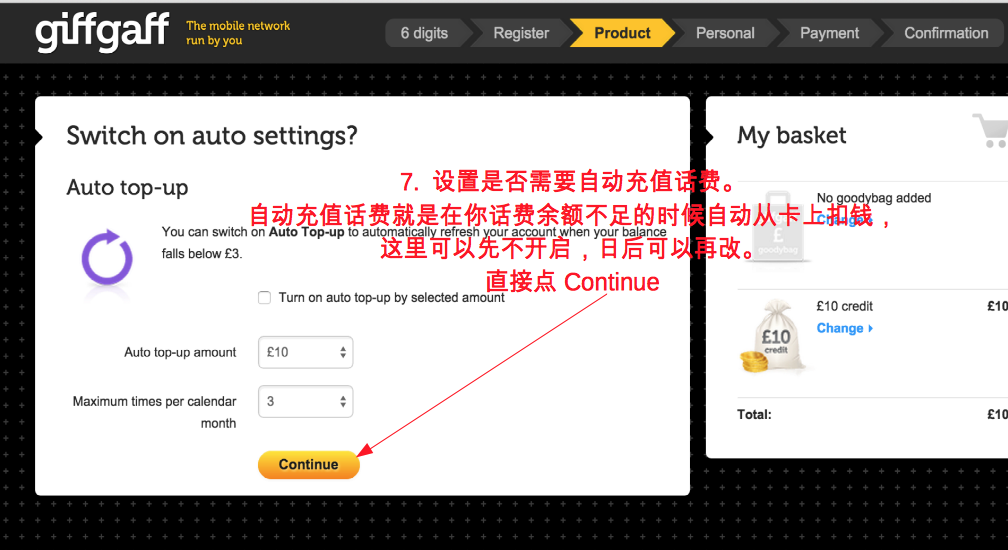 giffgaff
The mobile network
run by you
6 digits
Register
Product
Personal
Payment
Confirmation
Switch on auto settings?
Auto top-up
7. 设置是否需要自动充值话费。
自动充值话费就是在你话费余额不足的时候自动从卡上扣钱，
这里可以先不开启，日后可以再改。
直接点 Continue
You can switch on Auto Top-up to automatically refresh your account when your balance
falls below £3.
Turn on auto top-up by selected amount
Auto top-up amount
£10
Maximum times per calendar
month
3
Continue
My basket
No goodybag added
Change
£
goodybag
£10 credit
£10
Change
£10
credit
Total:
£10